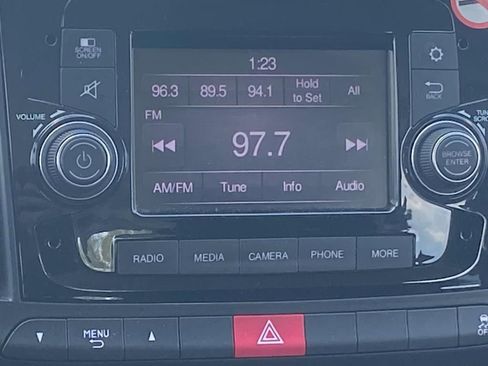 SCREEN
ON/OFF
1:23
96.3 89.5 94.1 Hold to Set All
BACK
VOLUME
FM
97.7
BROWSE
ENTER
AM/FM Tune Info Audio
RADIO MEDIA CAMERA PHONE MORE
MENU
OFF